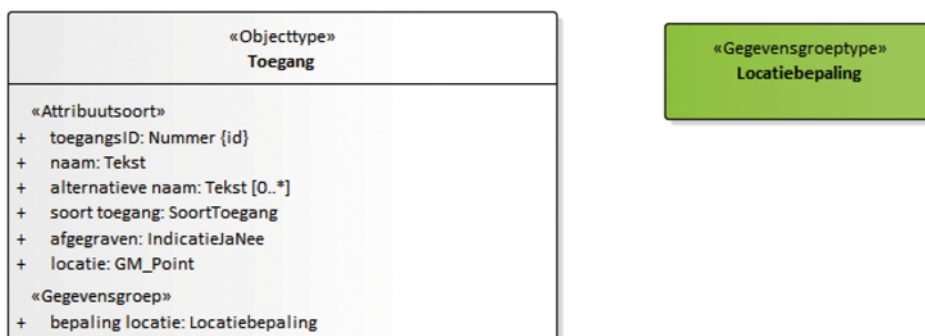 «Objecttype»
Toegang
«Attribuutsoort»
+ toegangsID: Nummer {id}
+ naam: Tekst
+ alternatieve naam: Tekst [0..*]
+ soort toegang: SoortToegang
+ afgegraven: IndicatieJaNee
+ locatie: GM_Point
«Gegevensgroep»
+ bepaling locatie: Locatiebepaling
«Gegevensgroeptype»
Locatiebepaling